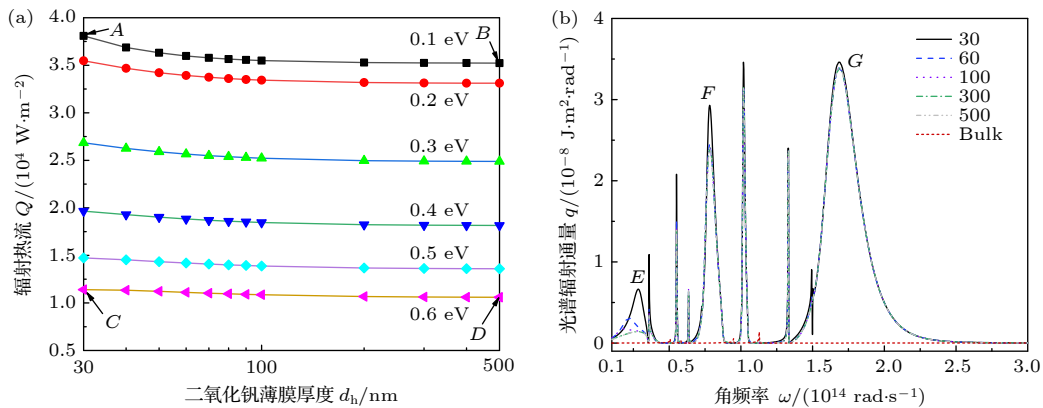 (a)
4.0
3.5
3.0
2.5
2.0
1.5
1.0
0.5
辐射热流 Q/(10⁴ W·m⁻²)
A
B
C
D
0.1 eV
0.2 eV
0.3 eV
0.4 eV
0.5 eV
0.6 eV
30
100
500
二氧化钒薄膜厚度 dₕ/nm
(b)
4
3
2
1
0
光谱辐射通量 q/(10⁻⁸ J·m²·rad⁻¹)
E
F
G
30
60
100
300
500
Bulk
0.1
0.5
1.0
1.5
2.0
2.5
3.0
角频率 ω/(10¹⁴ rad·s⁻¹)